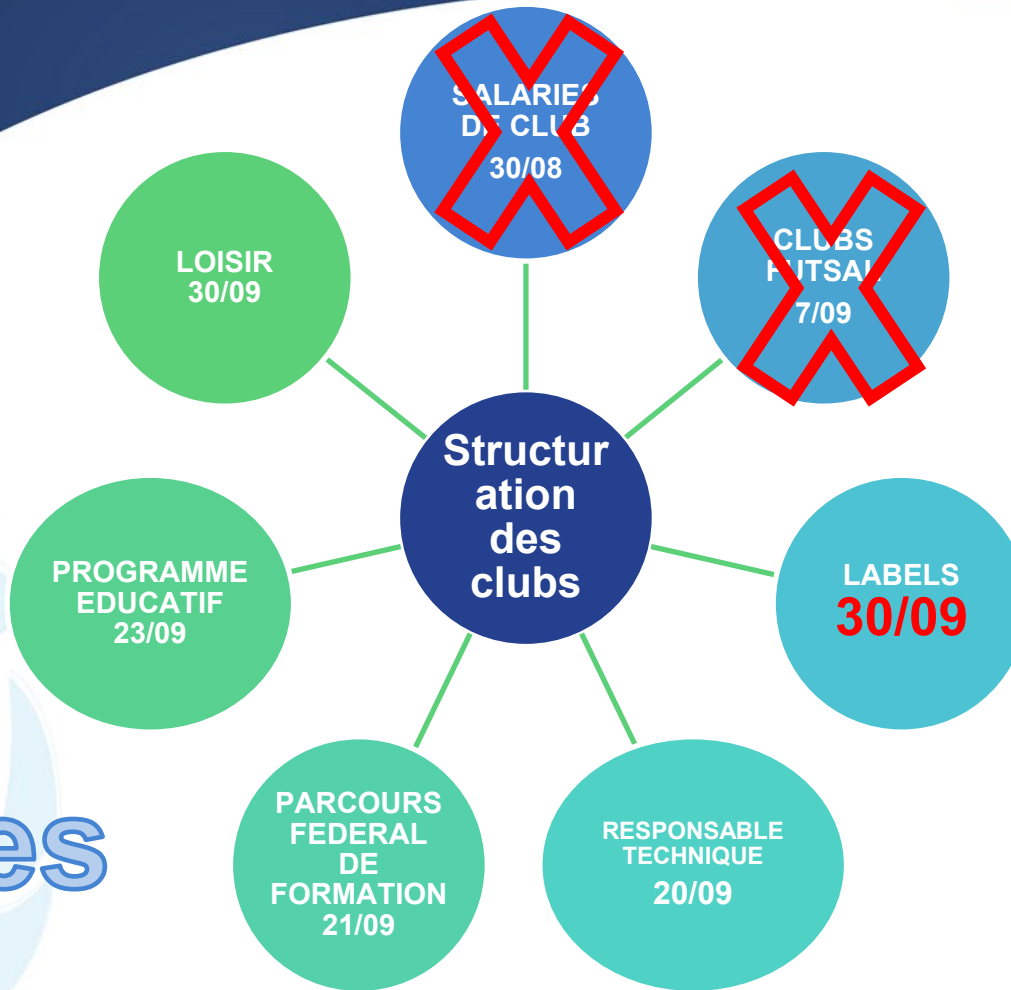 SALARIES
DE CLUB
30/08
CLUBS
FUTSAL
7/09
LOISIR
30/09
Structur
ation
des
clubs
LABELS
30/09
PROGRAMME
EDUCATIF
23/09
PARCOURS
FEDERAL
DE
FORMATION
21/09
RESPONSABLE
TECHNIQUE
20/09
es